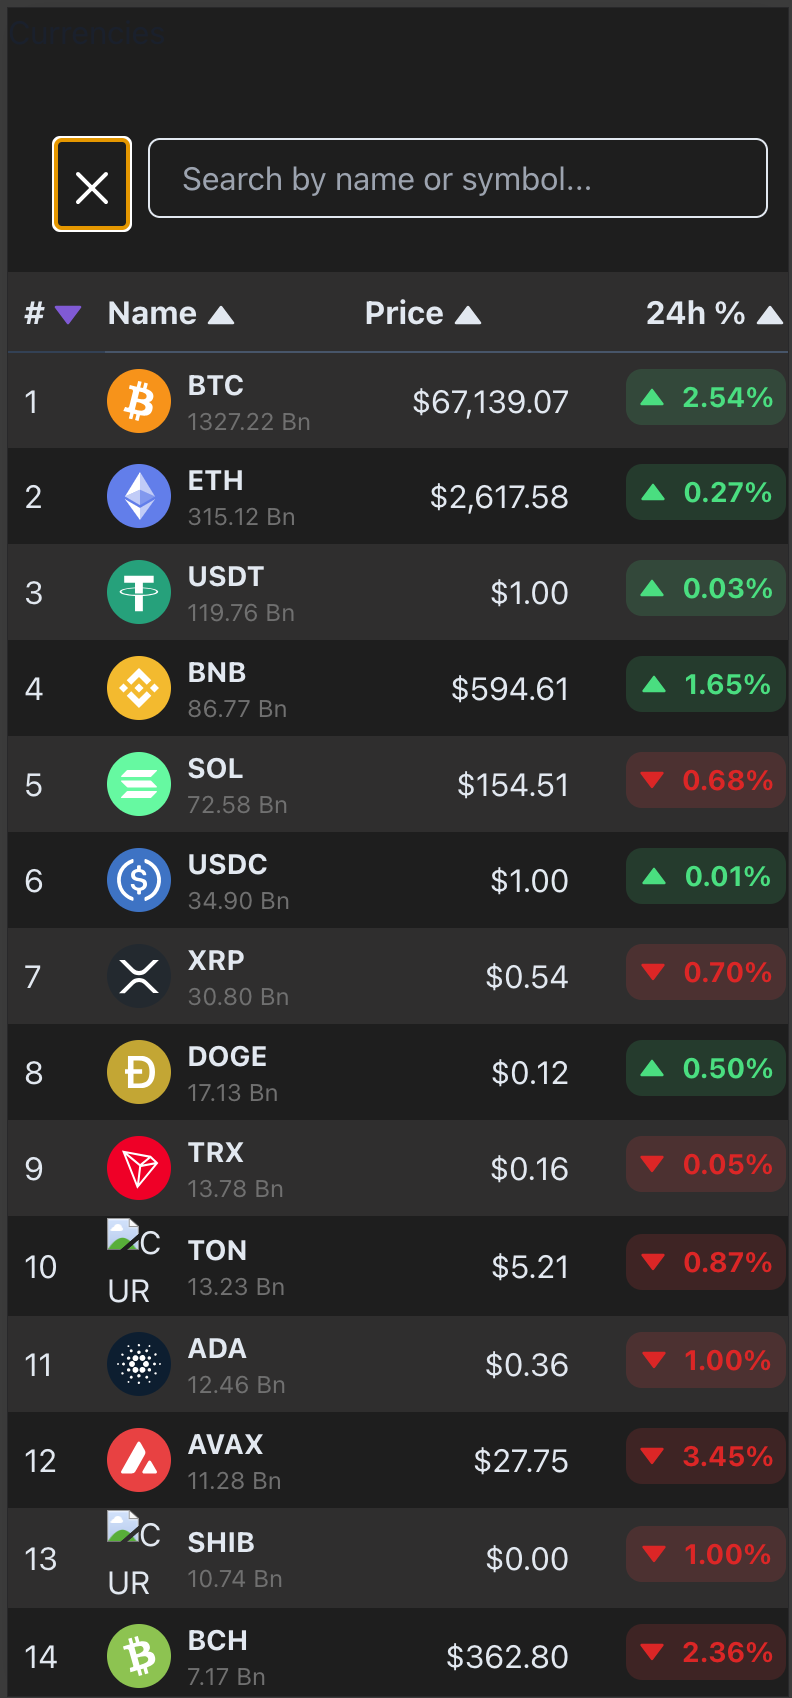 Currencies
Search by name or symbol...
# Name Price 24h %
1 BTC $67,139.07 2.54%
1327.22 Bn
2 ETH $2,617.58 0.27%
315.12 Bn
3 USDT $1.00 0.03%
119.76 Bn
4 BNB $594.61 1.65%
86.77 Bn
5 SOL $154.51 0.68%
72.58 Bn
6 USDC $1.00 0.01%
34.90 Bn
7 XRP $0.54 0.70%
30.80 Bn
8 DOGE $0.12 0.50%
17.13 Bn
9 TRX $0.16 0.05%
13.78 Bn
C
10 TON $5.21 0.87%
UR 13.23 Bn
11 ADA $0.36 1.00%
12.46 Bn
12 AVAX $27.75 3.45%
11.28 Bn
C
13 SHIB $0.00 1.00%
UR 10.74 Bn
14 BCH $362.80 2.36%
7.17 Bn